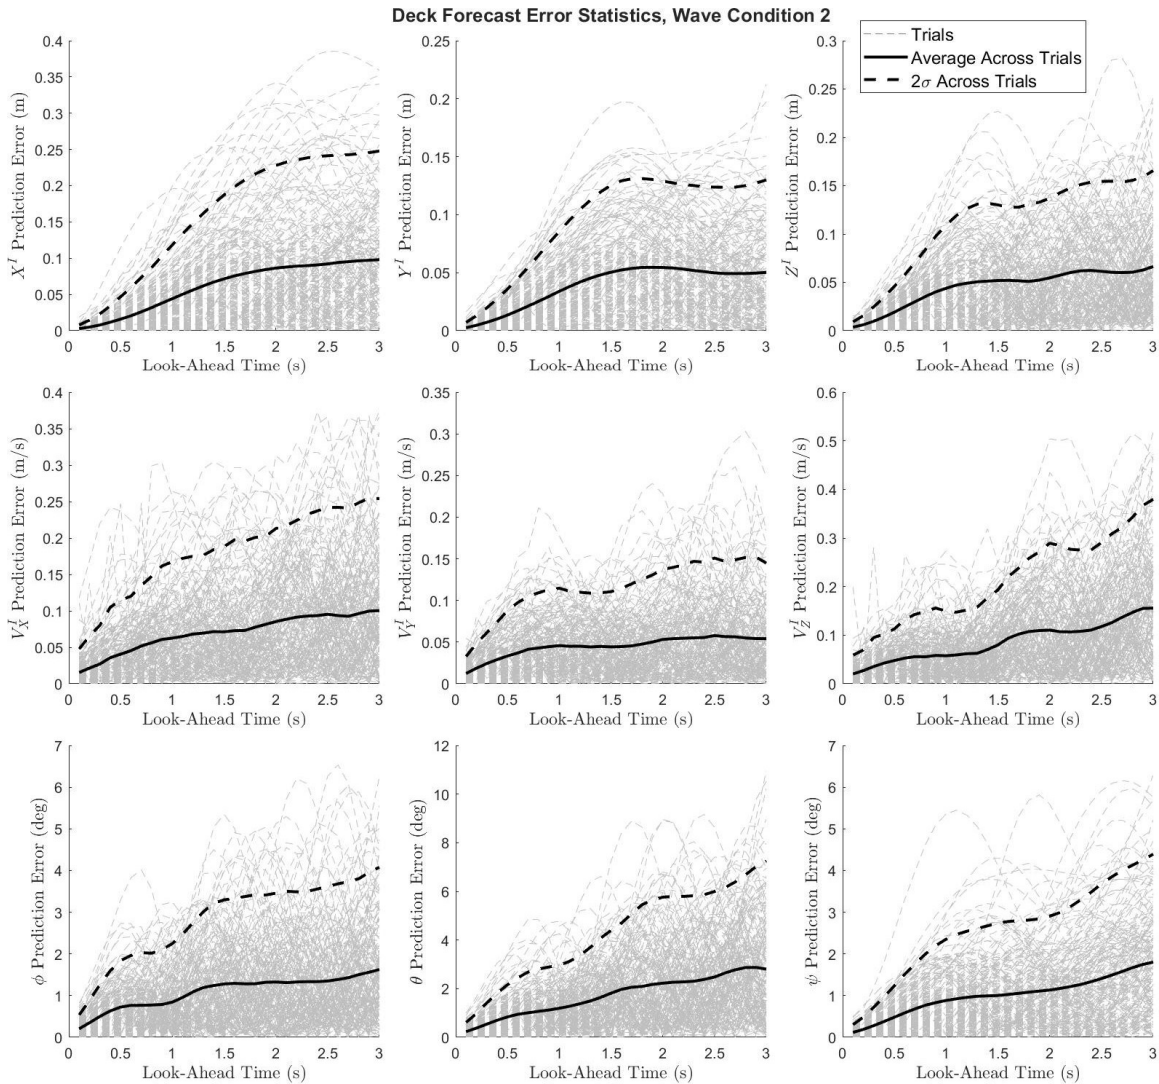 Deck Forecast Error Statistics, Wave Condition 2
Trials
Average Across Trials
2σ Across Trials
X^I Prediction Error (m)
0.4
0.35
0.3
0.25
0.2
0.15
0.1
0.05
0
0 0.5 1 1.5 2 2.5 3
Look-Ahead Time (s)
Y^I Prediction Error (m)
0.25
0.2
0.15
0.1
0.05
0
0 0.5 1 1.5 2 2.5 3
Look-Ahead Time (s)
Z^I Prediction Error (m)
0.3
0.25
0.2
0.15
0.1
0.05
0
0 0.5 1 1.5 2 2.5 3
Look-Ahead Time (s)
V_X^I Prediction Error (m/s)
0.4
0.35
0.3
0.25
0.2
0.15
0.1
0.05
0
0 0.5 1 1.5 2 2.5 3
Look-Ahead Time (s)
V_Y^I Prediction Error (m/s)
0.35
0.3
0.25
0.2
0.15
0.1
0.05
0
0 0.5 1 1.5 2 2.5 3
Look-Ahead Time (s)
V_Z^I Prediction Error (m/s)
0.6
0.5
0.4
0.3
0.2
0.1
0
0 0.5 1 1.5 2 2.5 3
Look-Ahead Time (s)
ϕ Prediction Error (deg)
7
6
5
4
3
2
1
0
0 0.5 1 1.5 2 2.5 3
Look-Ahead Time (s)
θ Prediction Error (deg)
12
10
8
6
4
2
0
0 0.5 1 1.5 2 2.5 3
Look-Ahead Time (s)
ψ Prediction Error (deg)
7
6
5
4
3
2
1
0
0 0.5 1 1.5 2 2.5 3
Look-Ahead Time (s)